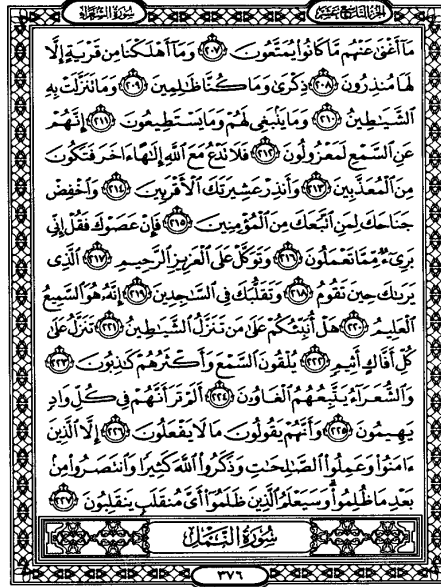 سُورَةُ الشُّعَرَاءِ
الجزء التاسع عشر
مَآ أَغْنَىٰ عَنْهُم مَّا كَانُوا۟ يُمَتَّعُونَ ٢٠٧ وَمَآ أَهْلَكْنَا مِن قَرْيَةٍ إِلَّا
لَهَا مُنذِرُونَ ٢٠٨ ذِكْرَىٰ وَمَا كُنَّا ظَـٰلِمِينَ ٢٠٩ وَمَا تَنَزَّلَتْ بِهِ
ٱلشَّيَـٰطِينُ ٢١٠ وَمَا يَنۢبَغِى لَهُمْ وَمَا يَسْتَطِيعُونَ ٢١١ إِنَّهُمْ
عَنِ ٱلسَّمْعِ لَمَعْزُولُونَ ٢١٢ فَلَا تَدْعُ مَعَ ٱللَّهِ إِلَـٰهًا ءَاخَرَ فَتَكُونَ
مِنَ ٱلْمُعَذَّبِينَ ٢١٣ وَأَنذِرْ عَشِيرَتَكَ ٱلْأَقْرَبِينَ ٢١٤ وَٱخْفِضْ
جَنَاحَكَ لِمَنِ ٱتَّبَعَكَ مِنَ ٱلْمُؤْمِنِينَ ٢١٥ فَإِنْ عَصَوْكَ فَقُلْ إِنِّى
بَرِىٓءٌ مِّمَّا تَعْمَلُونَ ٢١٦ وَتَوَكَّلْ عَلَى ٱلْعَزِيزِ ٱلرَّحِيمِ ٢١٧ ٱلَّذِى
يَرَىٰكَ حِينَ تَقُومُ ٢١٨ وَتَقَلُّبَكَ فِى ٱلسَّـٰجِدِينَ ٢١٩ إِنَّهُۥ هُوَ ٱلسَّمِيعُ
ٱلْعَلِيمُ ٢٢٠ هَلْ أُنَبِّئُكُمْ عَلَىٰ مَن تَنَزَّلُ ٱلشَّيَـٰطِينُ ٢٢١ تَنَزَّلُ عَلَىٰ
كُلِّ أَفَّاكٍ أَثِيمٍ ٢٢٢ يُلْقُونَ ٱلسَّمْعَ وَأَكْثَرُهُمْ كَـٰذِبُونَ ٢٢٣
وَٱلشُّعَرَآءُ يَتَّبِعُهُمُ ٱلْغَاوُۥنَ ٢٢٤ أَلَمْ تَرَ أَنَّهُمْ فِى كُلِّ وَادٍ
يَهِيمُونَ ٢٢٥ وَأَنَّهُمْ يَقُولُونَ مَا لَا يَفْعَلُونَ ٢٢٦ إِلَّا ٱلَّذِينَ
ءَامَنُوا۟ وَعَمِلُوا۟ ٱلصَّـٰلِحَـٰتِ وَذَكَرُوا۟ ٱللَّهَ كَثِيرًا وَٱنتَصَرُوا۟ مِنۢ
بَعْدِ مَا ظُلِمُوا۟ وَسَيَعْلَمُ ٱلَّذِينَ ظَلَمُوٓا۟ أَىَّ مُنقَلَبٍ يَنقَلِبُونَ ٢٢٧
سُورَةُ النَّمْلِ
٣٧٦